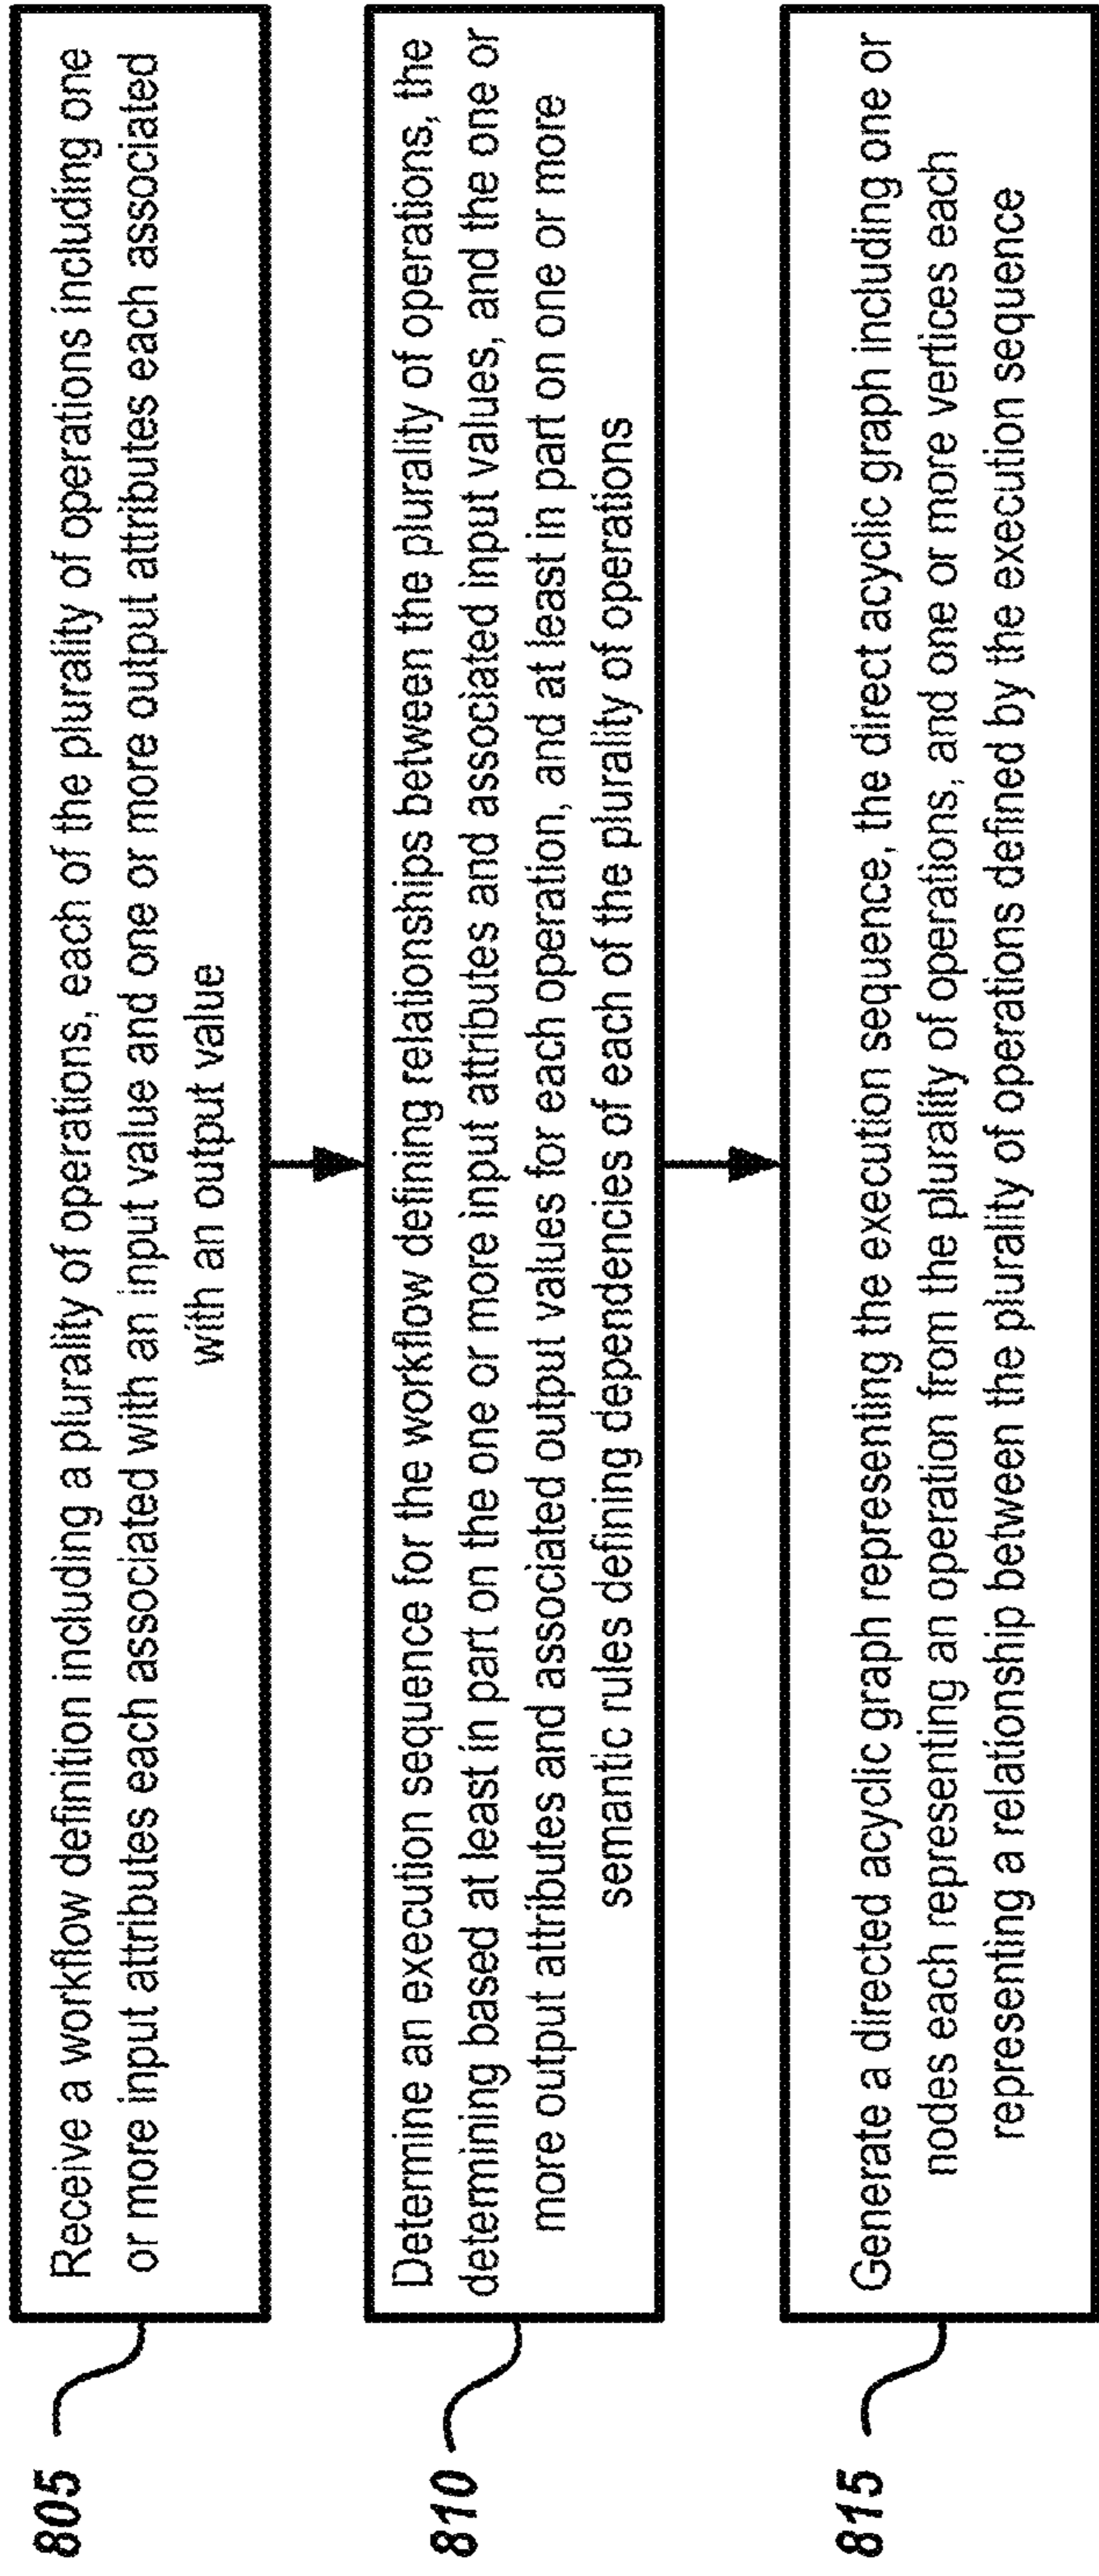 805
Receive a workflow definition including a plurality of operations, each of the plurality of operations including one
or more input attributes each associated with an input value and one or more output attributes each associated
with an output value
810
Determine an execution sequence for the workflow defining relationships between the plurality of operations, the
determining based at least in part on the one or more input attributes and associated input values, and the one or
more output attributes and associated output values for each operation, and at least in part on one or more
semantic rules defining dependencies of each of the plurality of operations
815
Generate a directed acyclic graph representing the execution sequence, the direct acyclic graph including one or
nodes each representing an operation from the plurality of operations, and one or more vertices each
representing a relationship between the plurality of operations defined by the execution sequence